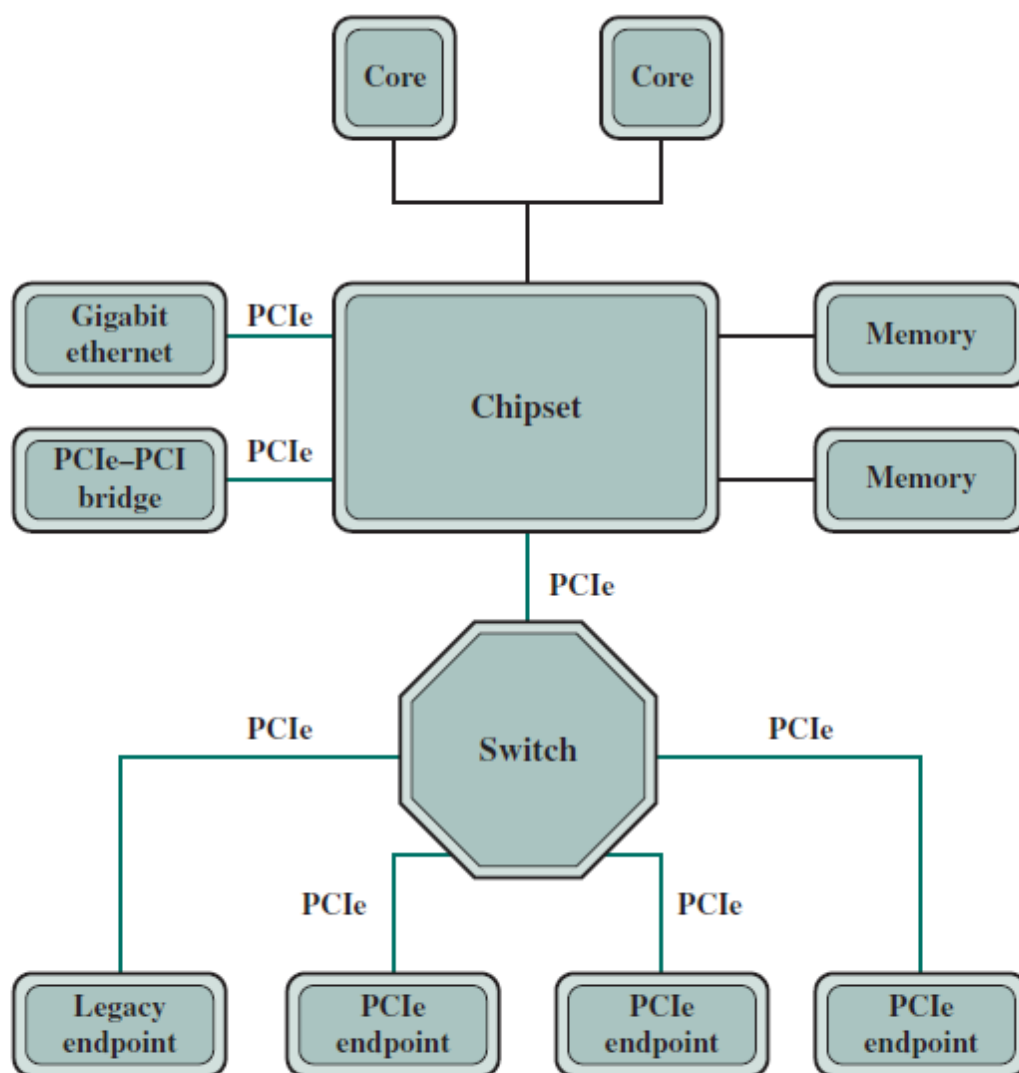 Core
Core
Gigabit
ethernet
PCIe
Chipset
Memory
PCIe–PCI
bridge
PCIe
Memory
PCIe
Switch
PCIe
PCIe
PCIe
PCIe
Legacy
endpoint
PCIe
endpoint
PCIe
endpoint
PCIe
endpoint